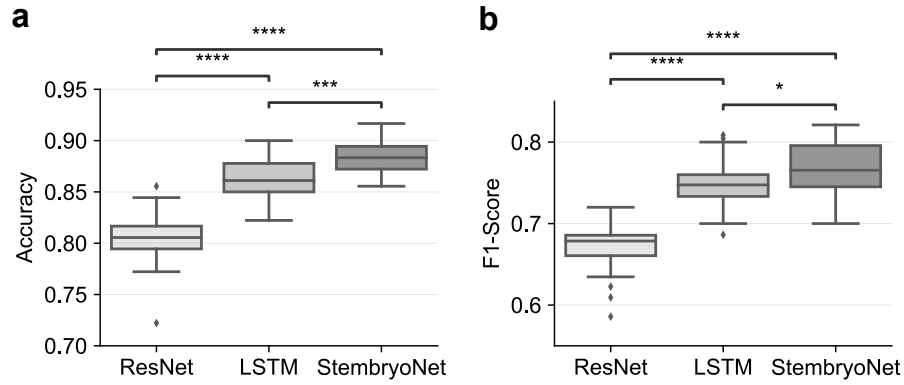 a
****
****
***
0.95
0.90
0.85
0.80
0.75
0.70
Accuracy
ResNet LSTM StembryoNet
b
****
****
*
0.8
0.7
0.6
F1-Score
ResNet LSTM StembryoNet